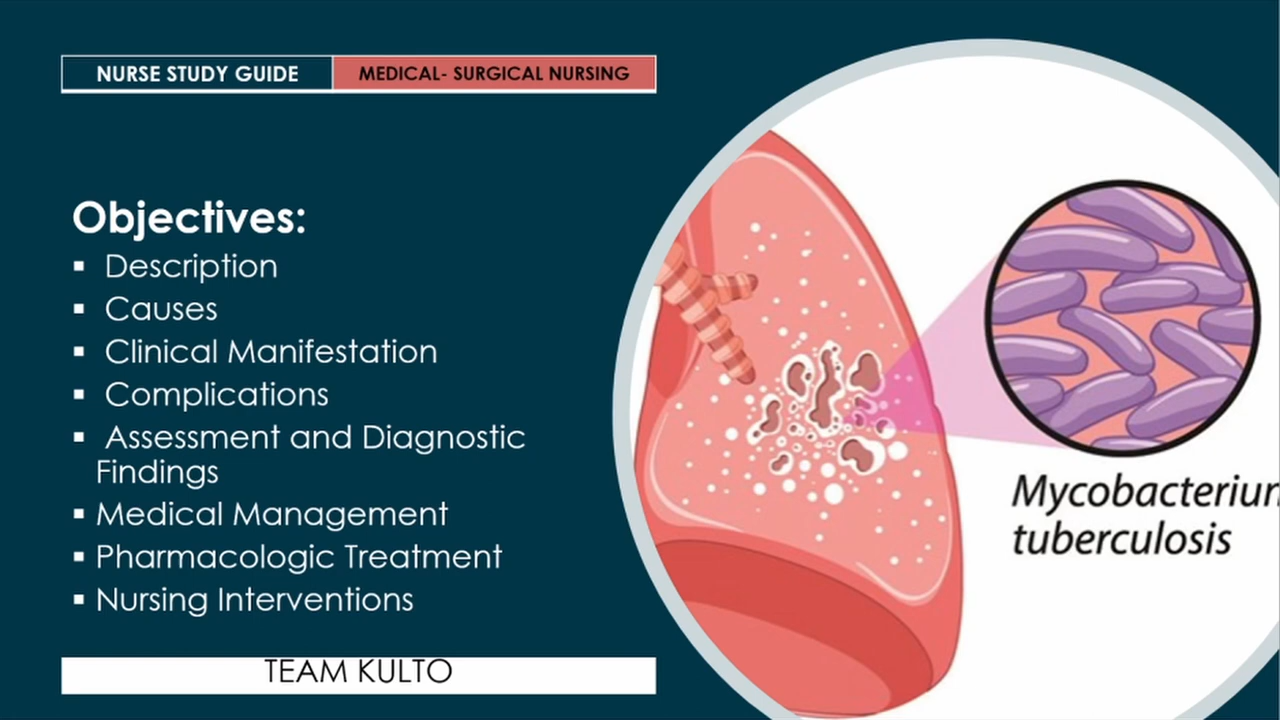 NURSE STUDY GUIDE
MEDICAL- SURGICAL NURSING
Objectives:
▪ Description
▪ Causes
▪ Clinical Manifestation
▪ Complications
▪ Assessment and Diagnostic
Findings
▪ Medical Management
▪ Pharmacologic Treatment
▪ Nursing Interventions
TEAM KULTO
Mycobacteriun
tuberculosis